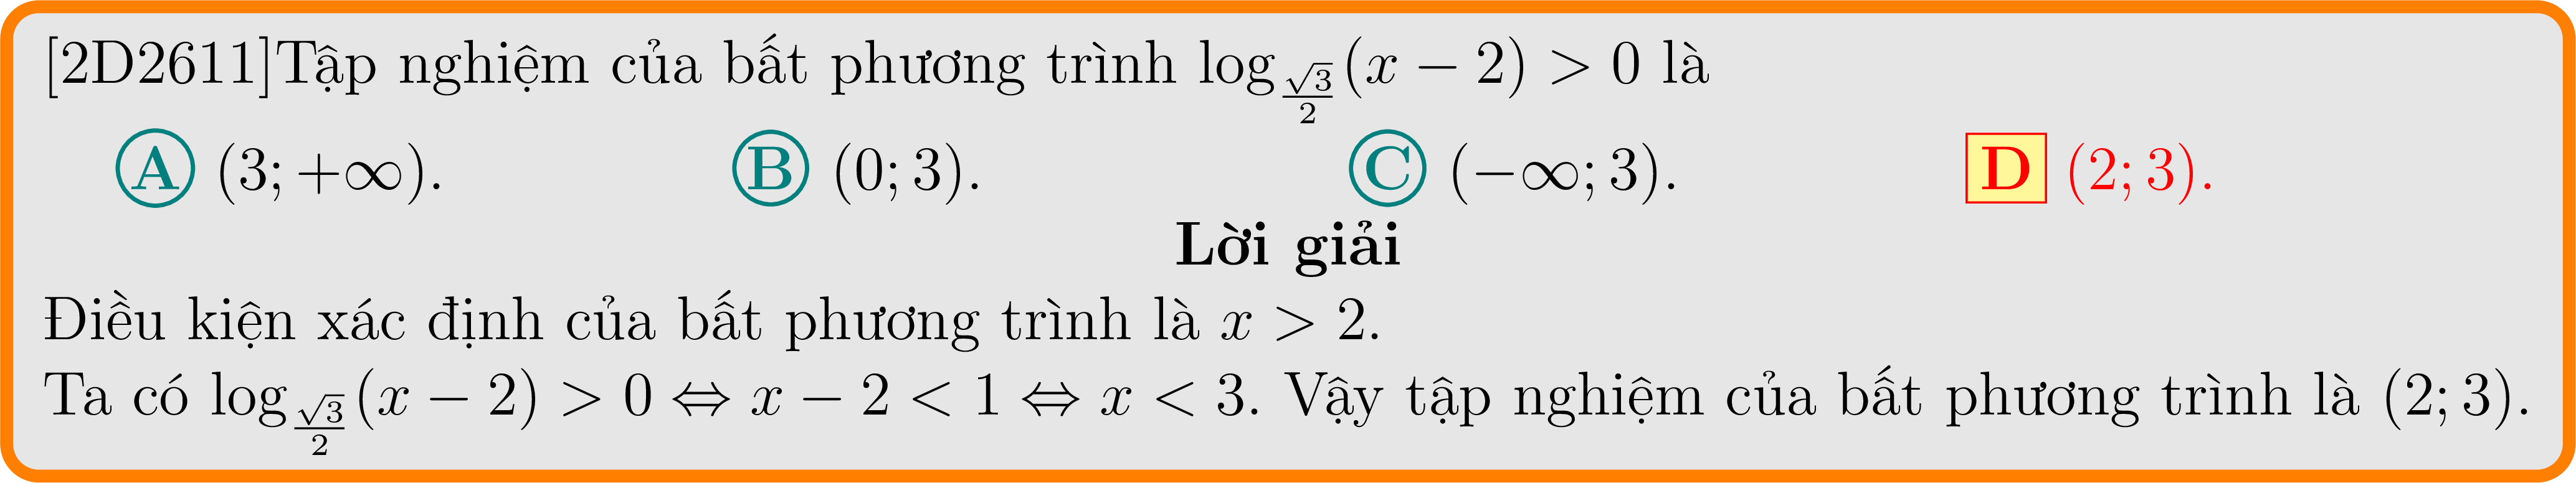 [2D2611]Tập nghiệm của bất phương trình $\log_{\frac{\sqrt{3}}{2}}(x-2) > 0$ là
A (3; +∞). B (0; 3). C (−∞; 3). D (2; 3).
Lời giải
Điều kiện xác định của bất phương trình là $x > 2$.
Ta có $\log_{\frac{\sqrt{3}}{2}}(x-2) > 0 \Leftrightarrow x - 2 < 1 \Leftrightarrow x < 3$. Vậy tập nghiệm của bất phương trình là (2; 3).